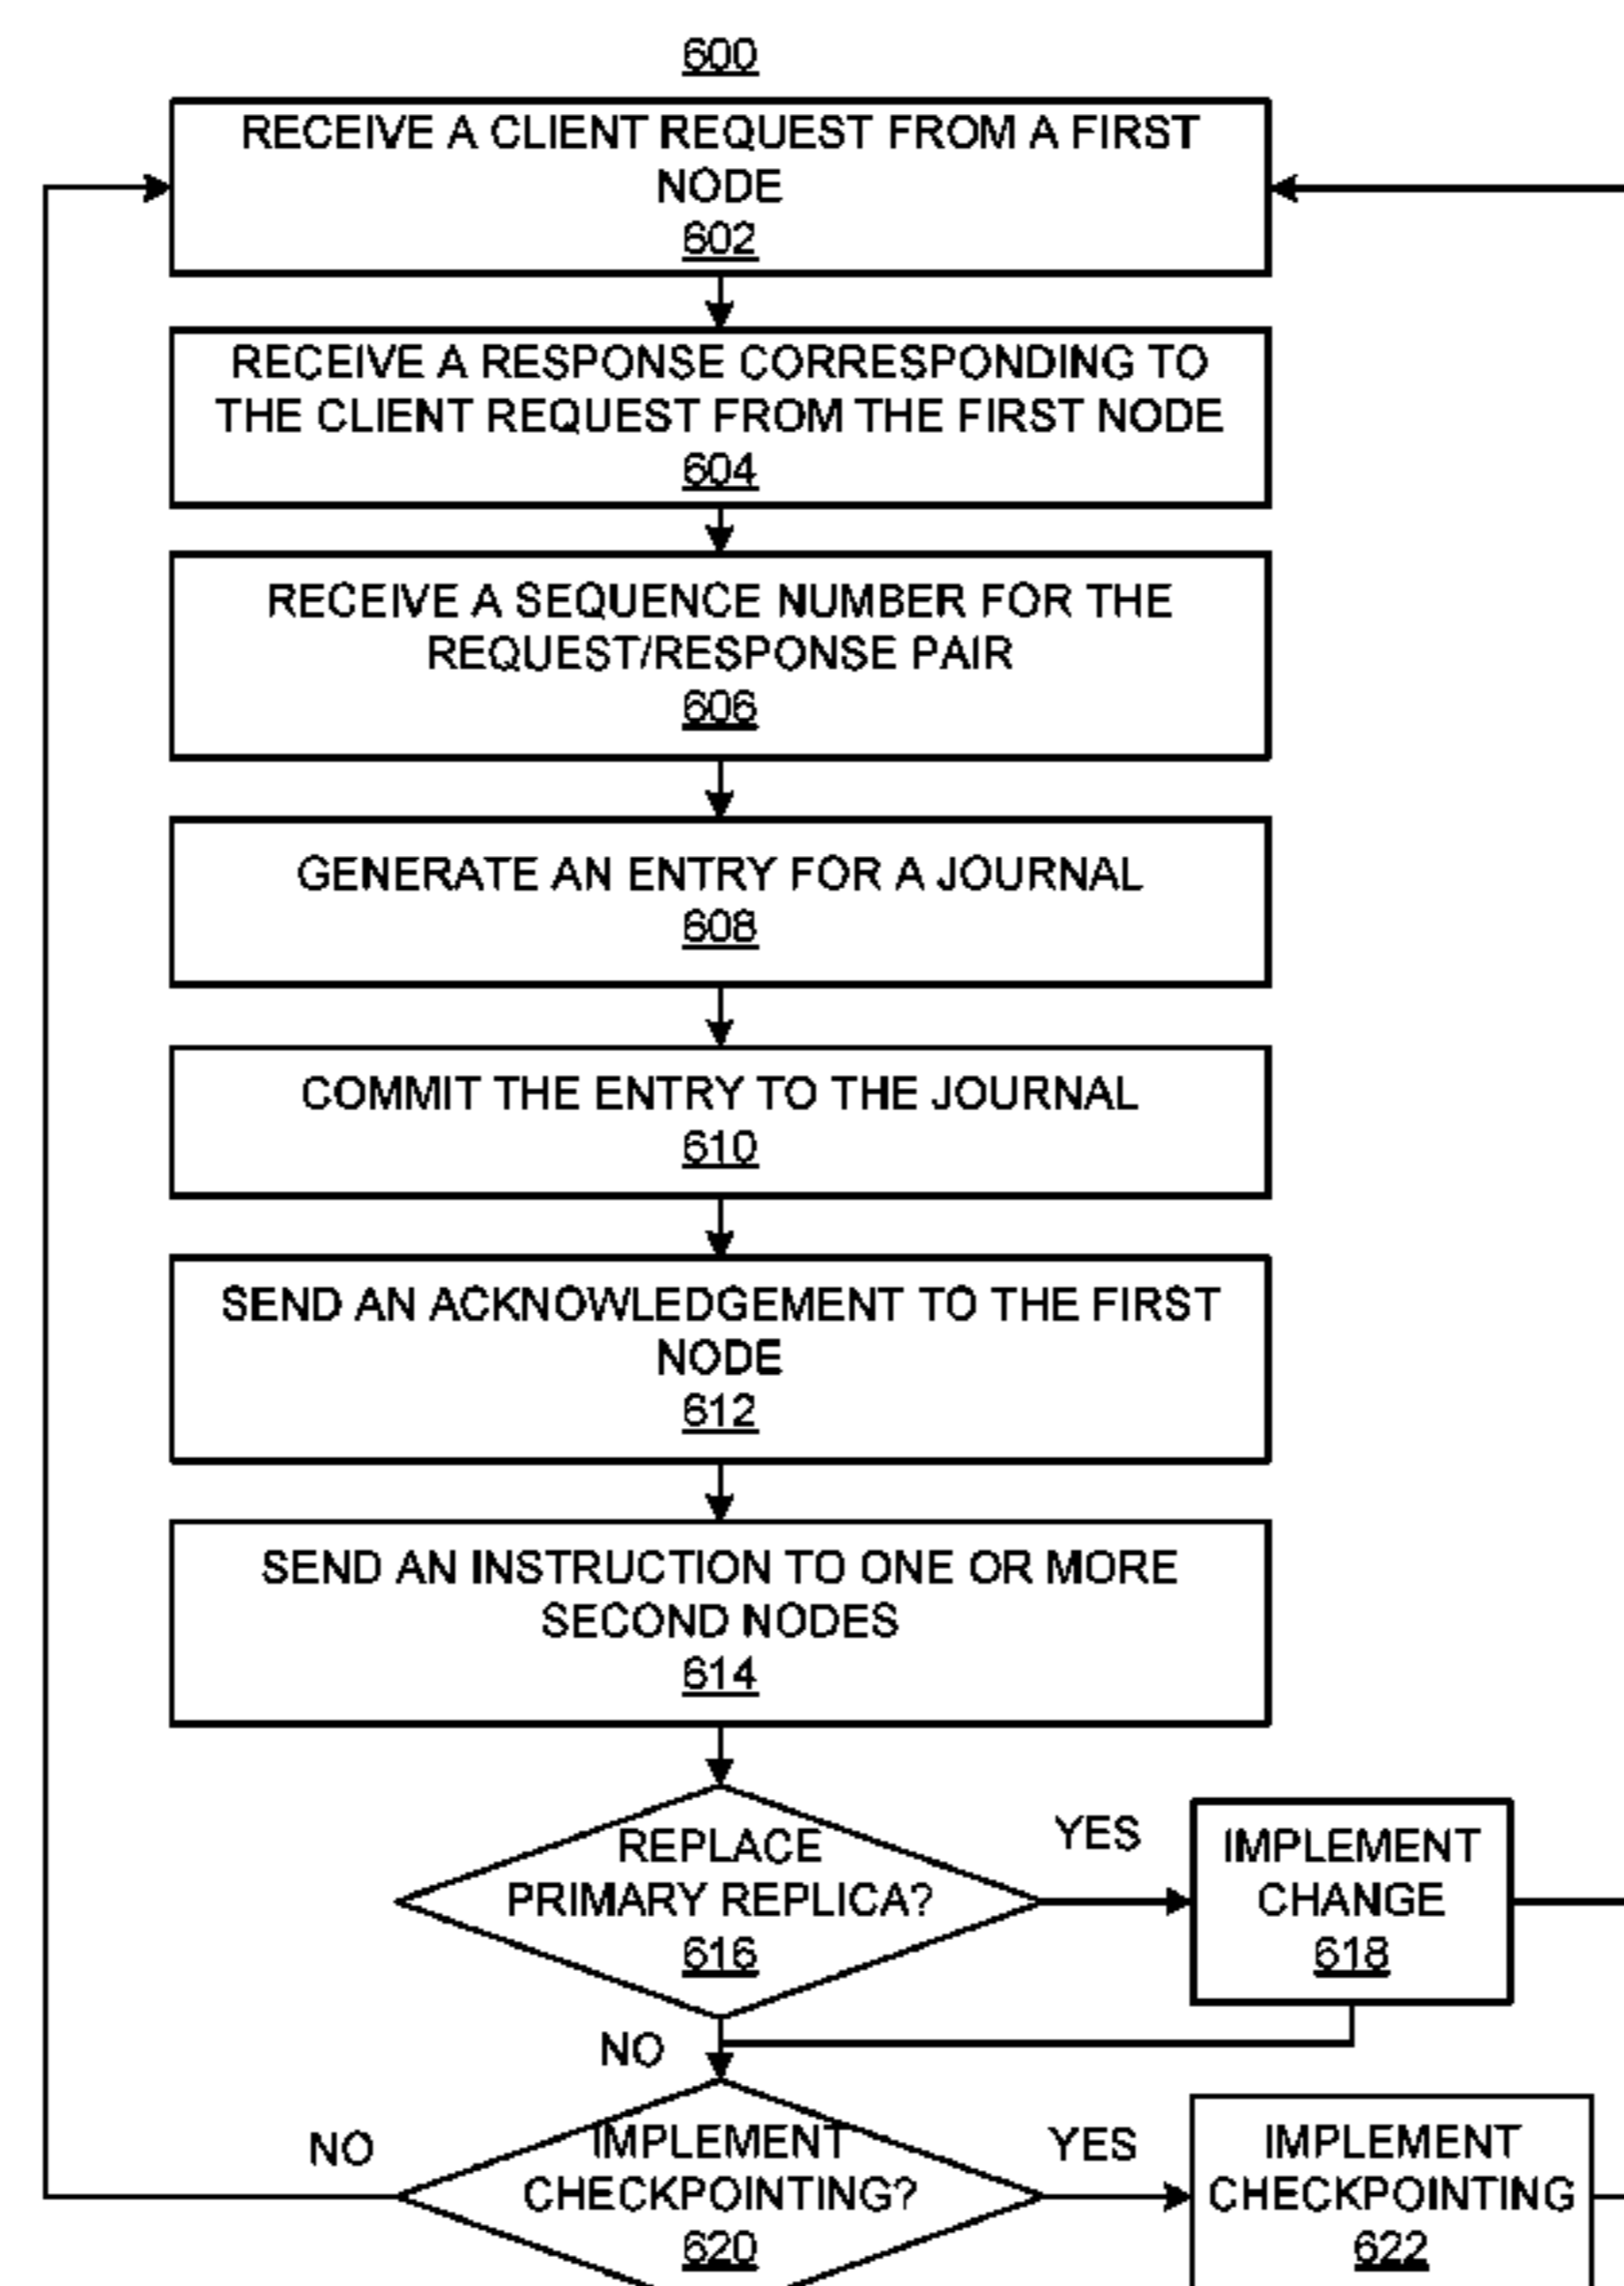 600
RECEIVE A CLIENT REQUEST FROM A FIRST
NODE
602
RECEIVE A RESPONSE CORRESPONDING TO
THE CLIENT REQUEST FROM THE FIRST NODE
604
RECEIVE A SEQUENCE NUMBER FOR THE
REQUEST/RESPONSE PAIR
606
GENERATE AN ENTRY FOR A JOURNAL
608
COMMIT THE ENTRY TO THE JOURNAL
610
SEND AN ACKNOWLEDGEMENT TO THE FIRST
NODE
612
SEND AN INSTRUCTION TO ONE OR MORE
SECOND NODES
614
REPLACE
PRIMARY REPLICA?
616
YES
IMPLEMENT
CHANGE
618
NO
NO
IMPLEMENT
CHECKPOINTING?
620
YES
IMPLEMENT
CHECKPOINTING
622